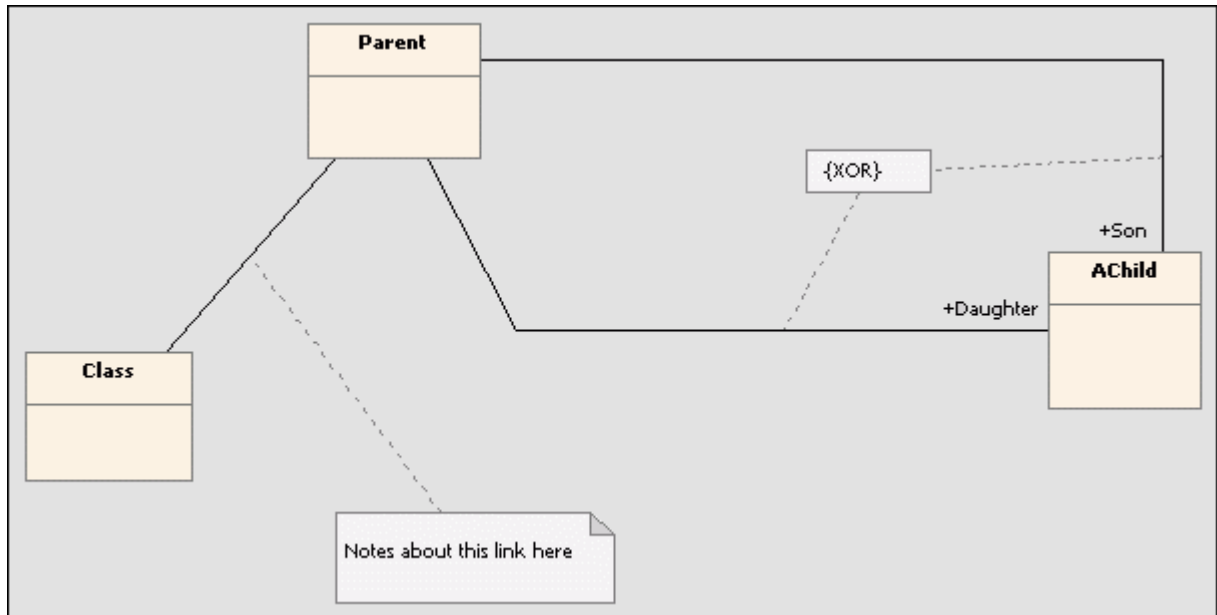 Parent
{XOR}
+Son
AChild
+Daughter
Class
Notes about this link here